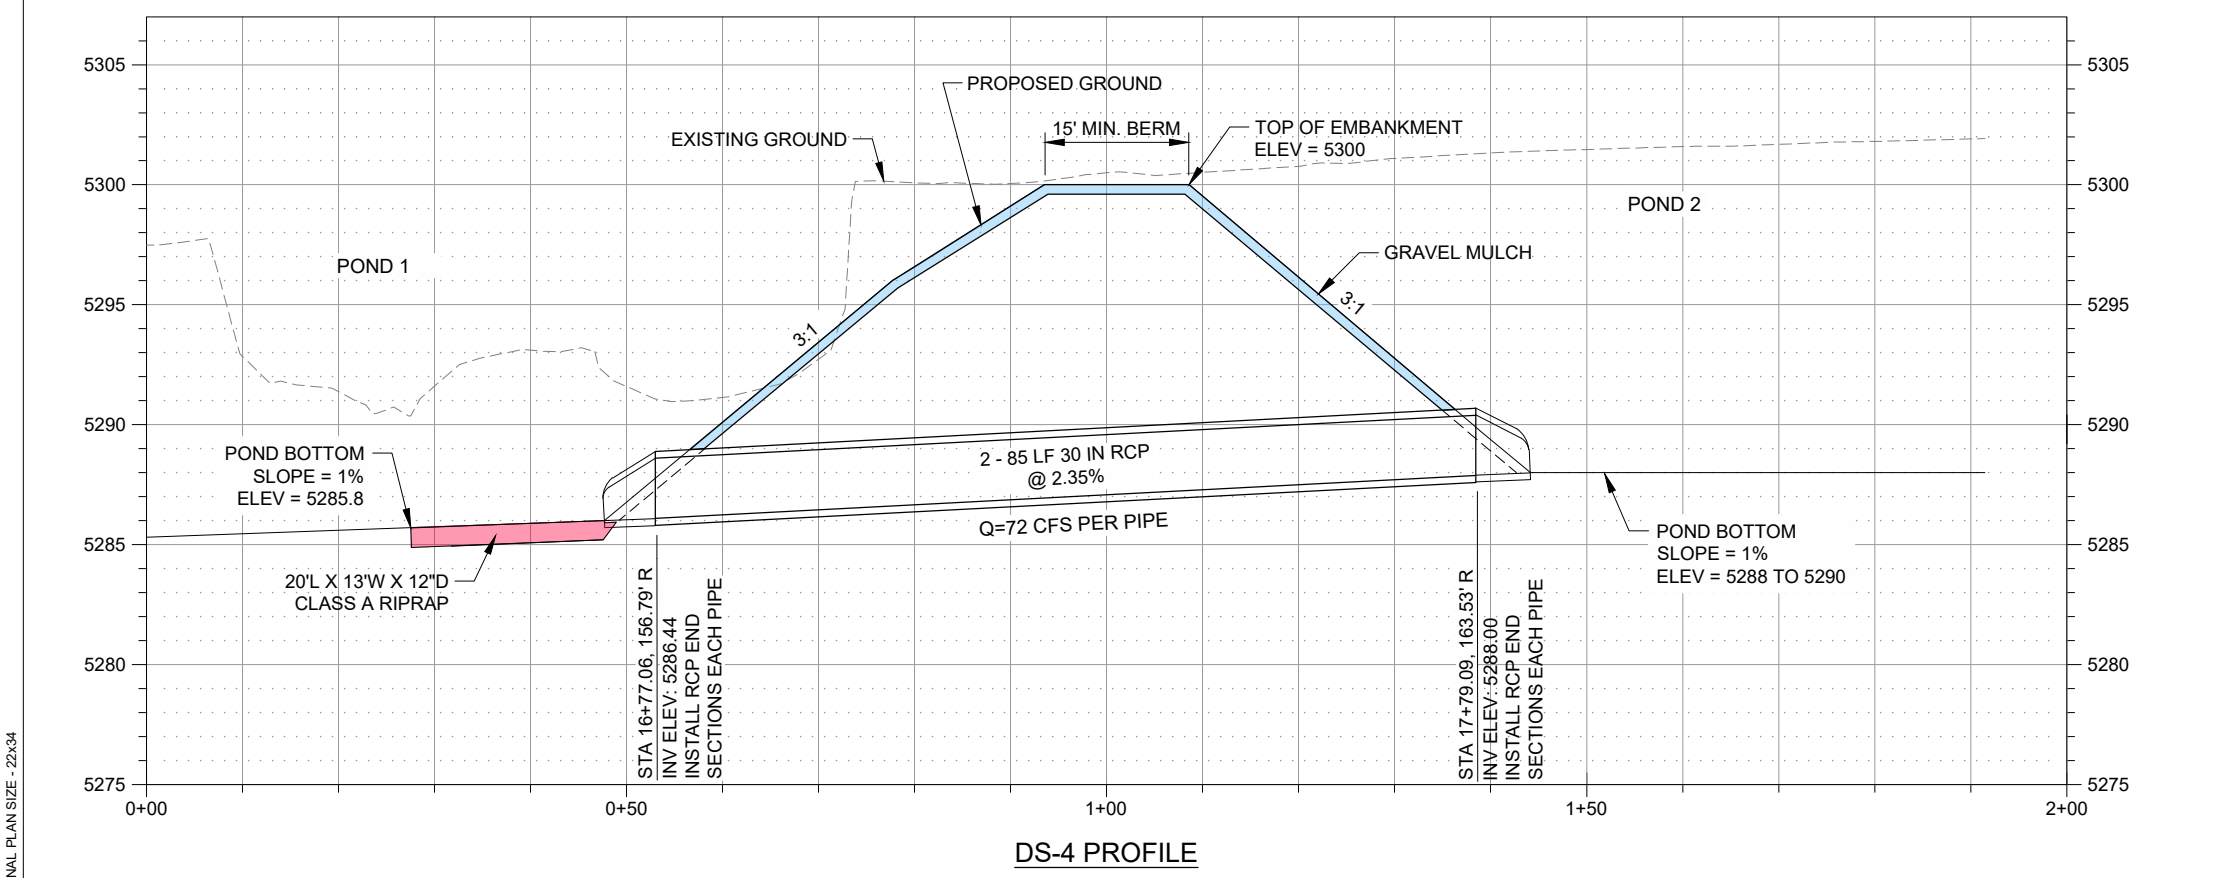 5305
5300
5295
5290
5285
5280
5275
PROPOSED GROUND
EXISTING GROUND
15' MIN. BERM
TOP OF EMBANKMENT
ELEV = 5300
POND 1
POND 2
GRAVEL MULCH
3:1
3:1
POND BOTTOM
SLOPE = 1%
ELEV = 5285.8
2 - 85 LF 30 IN RCP
@ 2.35%
Q=72 CFS PER PIPE
20'L X 13'W X 12"D
CLASS A RIPRAP
POND BOTTOM
SLOPE = 1%
ELEV = 5288 TO 5290
STA 16+77.06, 156.79' R
INV ELEV: 5286.44
INSTALL RCP END
SECTIONS EACH PIPE
STA 17+79.09, 163.53' R
INV ELEV: 5288.00
INSTALL RCP END
SECTIONS EACH PIPE
5305
5300
5295
5290
5285
5280
5275
0+00
0+50
1+00
1+50
2+00
DS-4 PROFILE
PLAN SIZE - 22x34